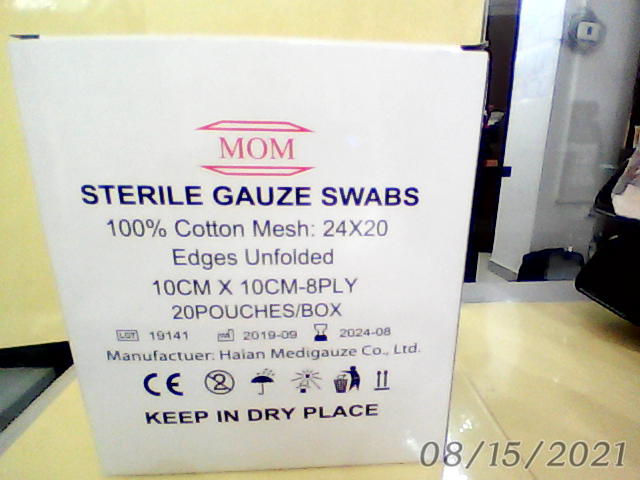 MOM
STERILE GAUZE SWABS
100% Cotton Mesh: 24X20
Edges Unfolded
10CM X 10CM-8PLY
20POUCHES/BOX
LOT 19141 2019-09 2024-08
Manufactuer: Haian Medigauze Co., Ltd.
CE 2
KEEP IN DRY PLACE
08/15/2021